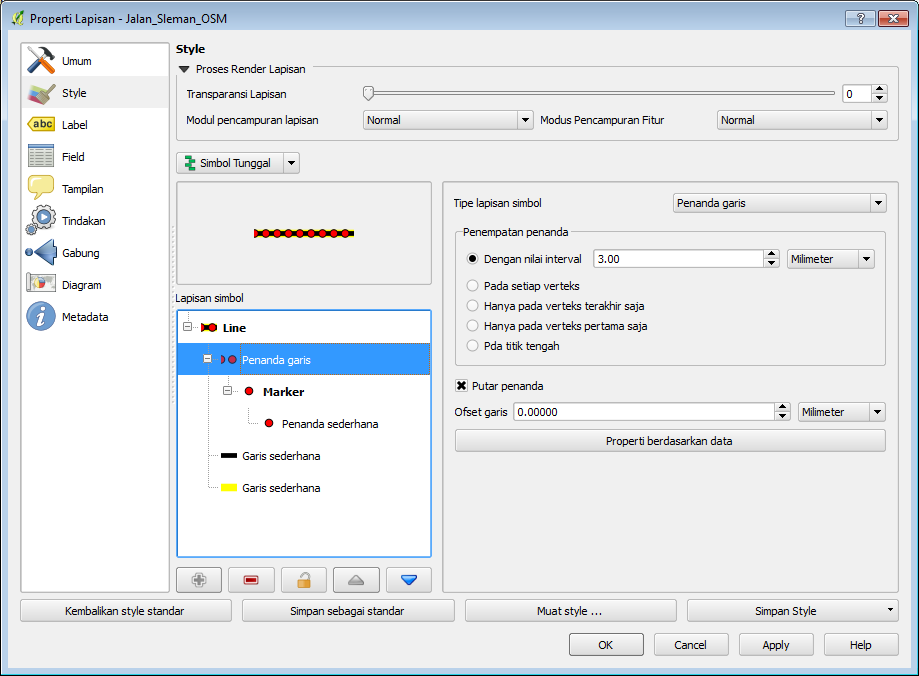 Properti Lapisan - Jalan_Sleman_OSM
Umum
Style
abc Label
Field
Tampilan
Tindakan
Gabung
Diagram
Metadata
Style
Proses Render Lapisan
Transparansi Lapisan 0
Modul pencampuran lapisan Normal Modus Pencampuran Fitur Normal
Simbol Tunggal
Lapisan simbol
Line
Penanda garis
Marker
Penanda sederhana
Garis sederhana
Garis sederhana
Tipe lapisan simbol Penanda garis
Penempatan penanda
Dengan nilai interval 3.00 Milimeter
Pada setiap verteks
Hanya pada verteks terakhir saja
Hanya pada verteks pertama saja
Pda titik tengah
Putar penanda
Ofset garis 0.00000 Milimeter
Properti berdasarkan data
Kembalikan style standar Simpan sebagai standar Muat style ... Simpan Style
OK Cancel Apply Help